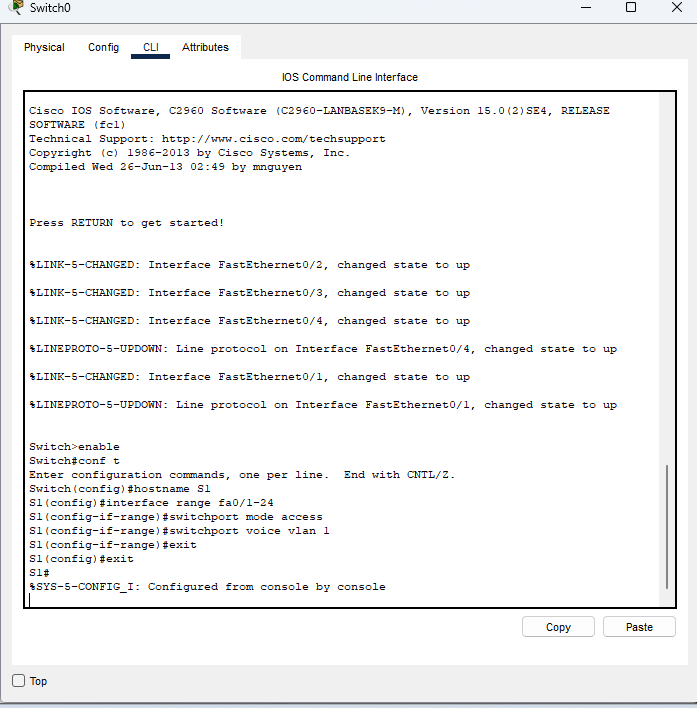 Switch0
Physical Config CLI Attributes
IOS Command Line Interface
Cisco IOS Software, C2960 Software (C2960-LANBASEK9-M), Version 15.0(2)SE4, RELEASE
SOFTWARE (fc1)
Technical Support: http://www.cisco.com/techsupport
Copyright (c) 1986-2013 by Cisco Systems, Inc.
Compiled Wed 26-Jun-13 02:49 by mnguyen
Press RETURN to get started!
%LINK-5-CHANGED: Interface FastEthernet0/2, changed state to up
%LINK-5-CHANGED: Interface FastEthernet0/3, changed state to up
%LINK-5-CHANGED: Interface FastEthernet0/4, changed state to up
%LINEPROTO-5-UPDOWN: Line protocol on Interface FastEthernet0/4, changed state to up
%LINK-5-CHANGED: Interface FastEthernet0/1, changed state to up
%LINEPROTO-5-UPDOWN: Line protocol on Interface FastEthernet0/1, changed state to up
Switch>enable
Switch#conf t
Enter configuration commands, one per line.  End with CNTL/Z.
Switch(config)#hostname S1
S1(config)#interface range fa0/1-24
S1(config-if-range)#switchport mode access
S1(config-if-range)#switchport voice vlan 1
S1(config-if-range)#exit
S1(config)#exit
S1#
%SYS-5-CONFIG_I: Configured from console by console
Copy Paste
Top